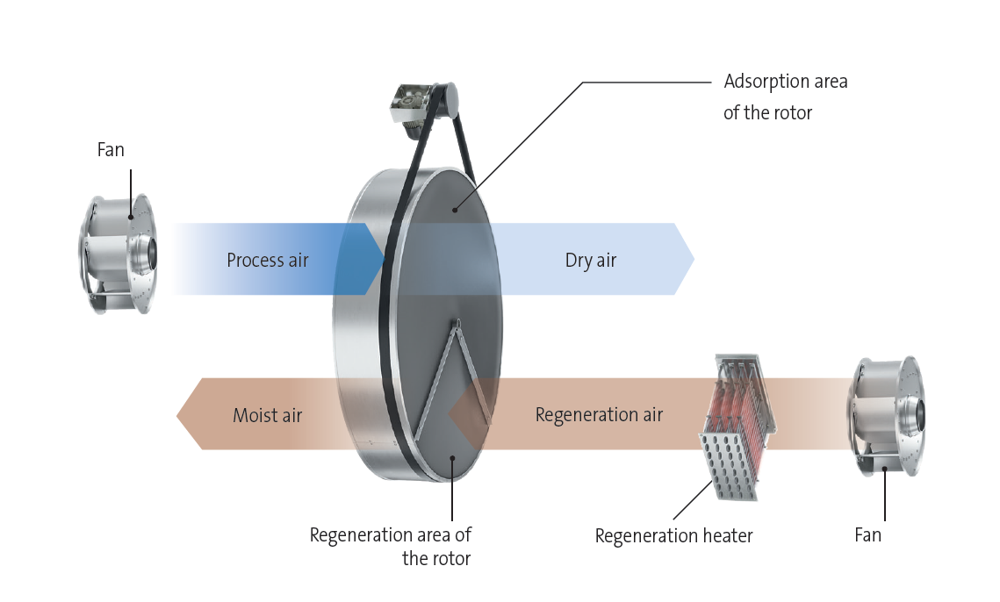 Adsorption area
of the rotor
Fan
Process air
Dry air
Moist air
Regeneration air
Regeneration area of
the rotor
Regeneration heater
Fan